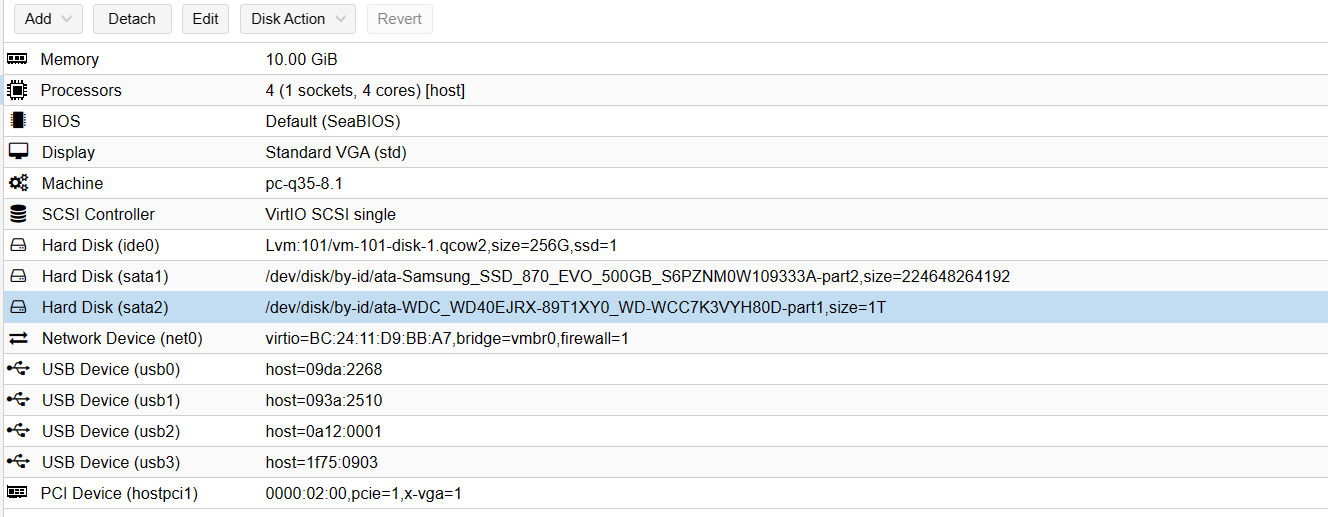 Add Detach Edit Disk Action Revert
Memory 10.00 GiB
Processors 4 (1 sockets, 4 cores) [host]
BIOS Default (SeaBIOS)
Display Standard VGA (std)
Machine pc-q35-8.1
SCSI Controller VirtIO SCSI single
Hard Disk (ide0) Lvm:101/vm-101-disk-1.qcow2,size=256G,ssd=1
Hard Disk (sata1) /dev/disk/by-id/ata-Samsung_SSD_870_EVO_500GB_S6PZNM0W109333A-part2,size=224648264192
Hard Disk (sata2) /dev/disk/by-id/ata-WDC_WD40EJRX-89T1XY0_WD-WCC7K3VYH80D-part1,size=1T
Network Device (net0) virtio=BC:24:11:D9:BB:A7,bridge=vmbr0,firewall=1
USB Device (usb0) host=09da:2268
USB Device (usb1) host=093a:2510
USB Device (usb2) host=0a12:0001
USB Device (usb3) host=1f75:0903
PCI Device (hostpci1) 0000:02:00,pcie=1,x-vga=1